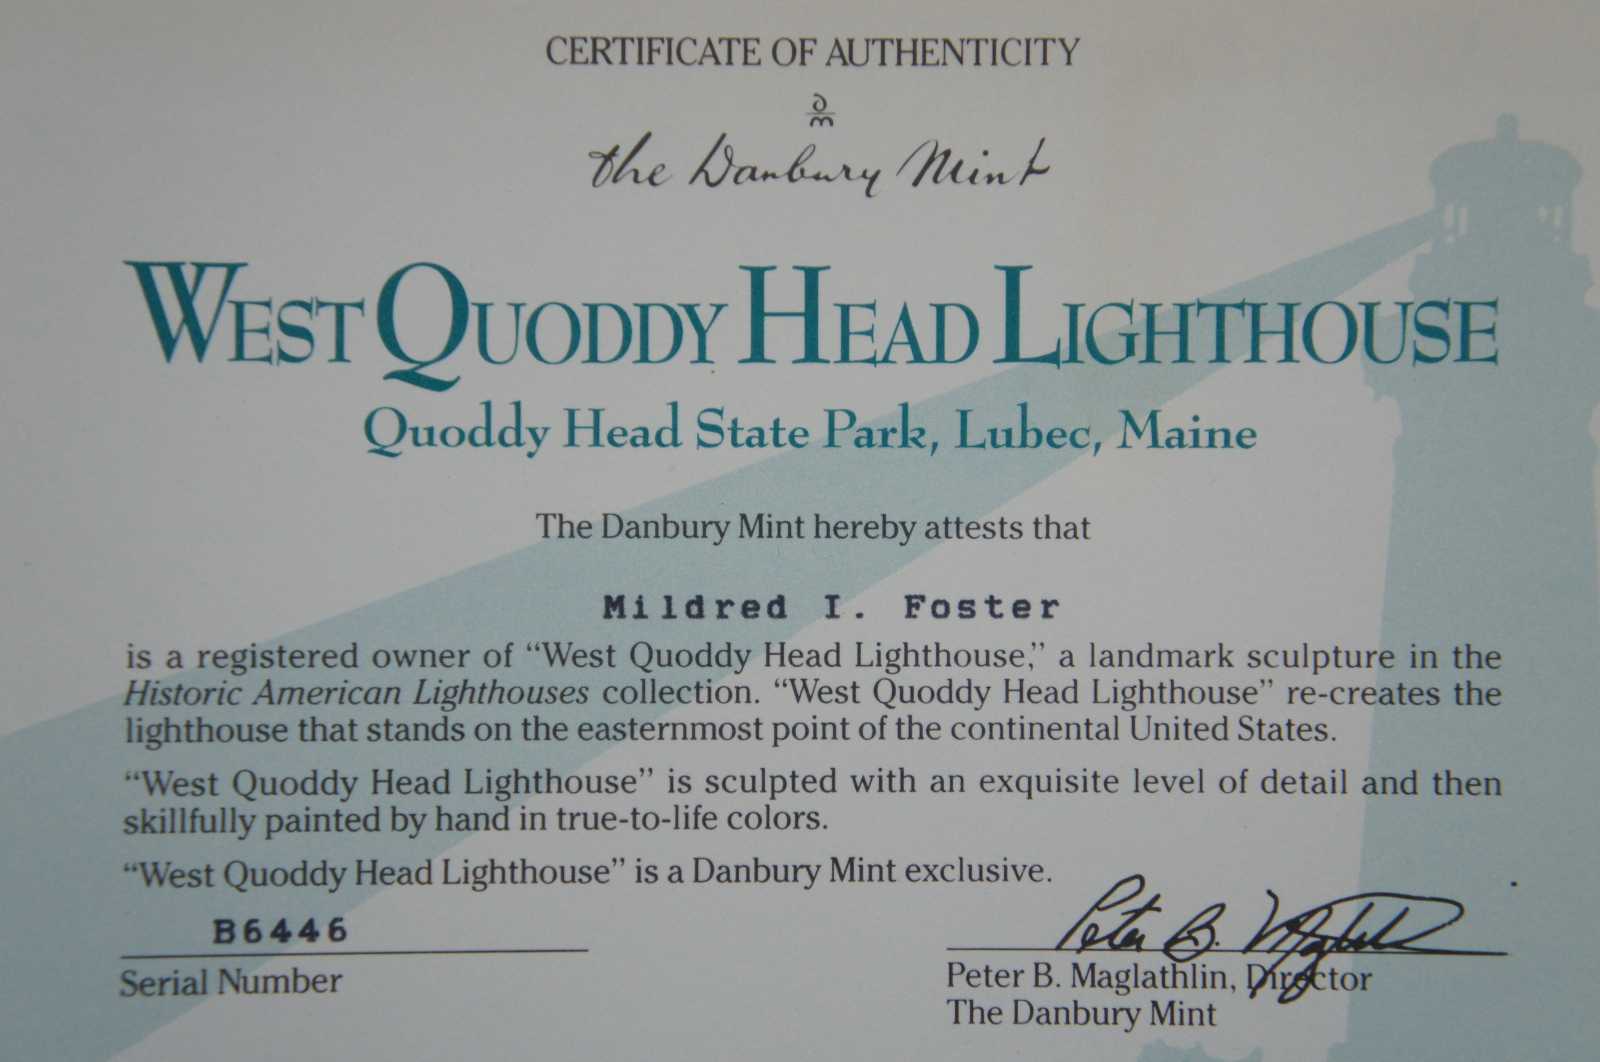 CERTIFICATE OF AUTHENTICITY
dm
the Danbury Mint
WEST QUODDY HEAD LIGHTHOUSE
Quoddy Head State Park, Lubec, Maine
The Danbury Mint hereby attests that
Mildred I. Foster
is a registered owner of “West Quoddy Head Lighthouse,” a landmark sculpture in the
Historic American Lighthouses collection. “West Quoddy Head Lighthouse” re-creates the
lighthouse that stands on the easternmost point of the continental United States.
“West Quoddy Head Lighthouse” is sculpted with an exquisite level of detail and then
skillfully painted by hand in true-to-life colors.
“West Quoddy Head Lighthouse” is a Danbury Mint exclusive.
B6446
Serial Number
Peter B. Maglathlin
Peter B. Maglathlin, Director
The Danbury Mint